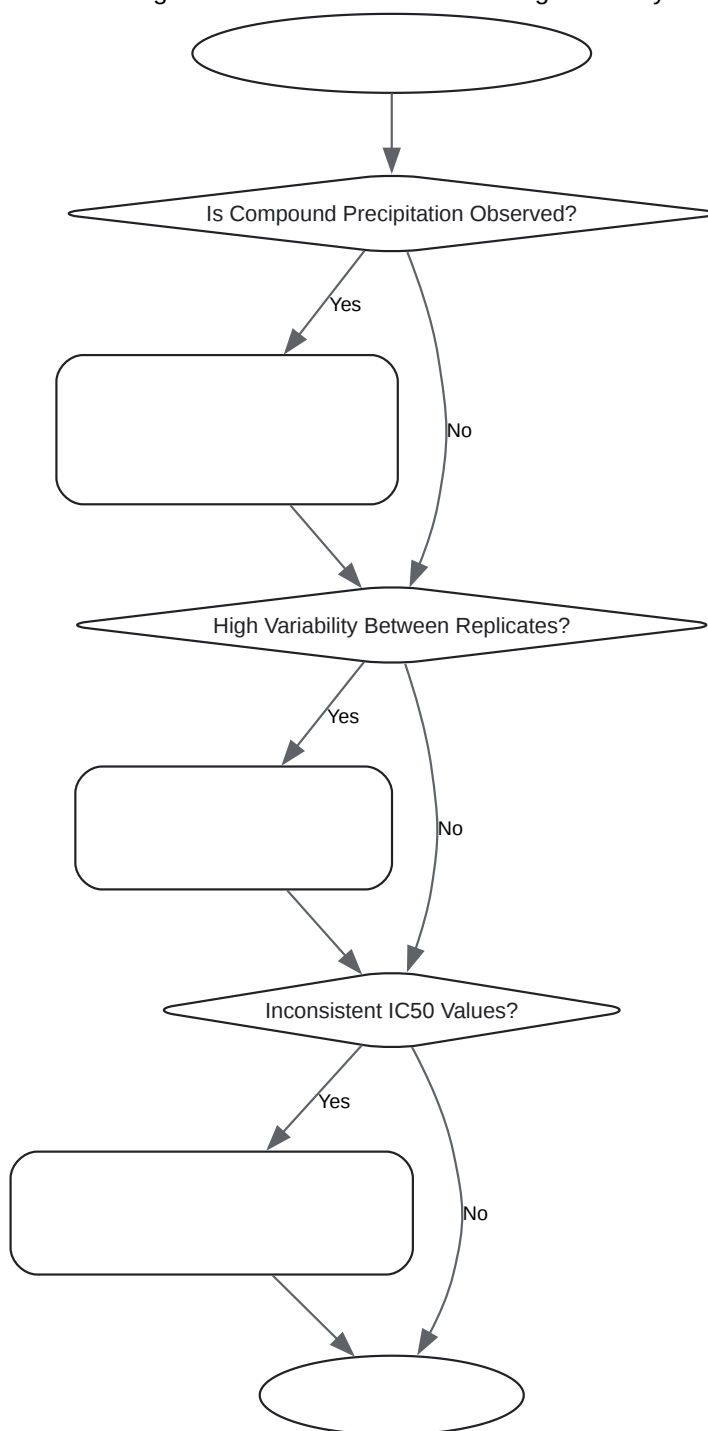 Is Compound Precipitation Observed?
Yes
No
High Variability Between Replicates?
Yes
No
Inconsistent IC50 Values?
Yes
No